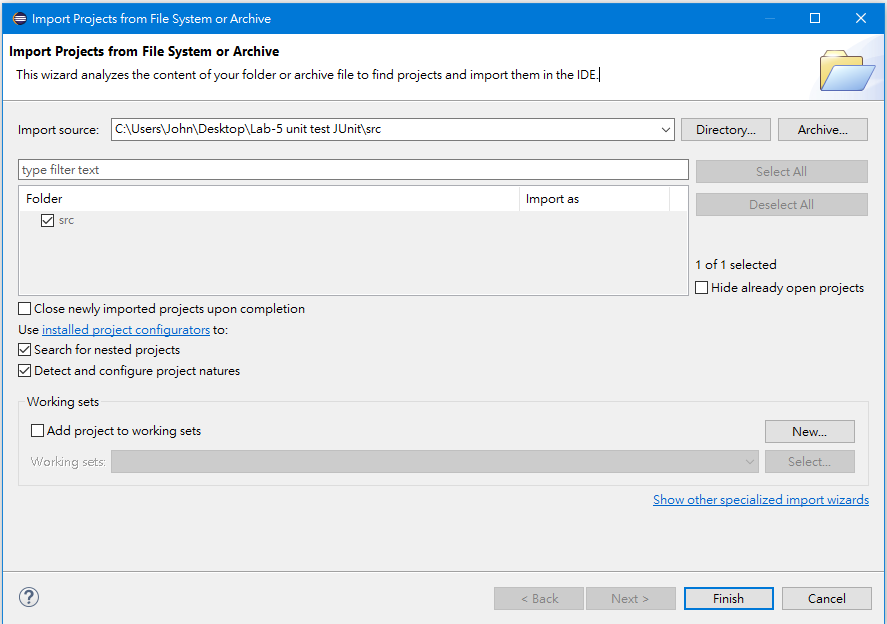 Import Projects from File System or Archive
Import Projects from File System or Archive
This wizard analyzes the content of your folder or archive file to find projects and import them in the IDE.
Import source: C:\Users\John\Desktop\Lab-5 unit test JUnit\src Directory... Archive...
type filter text Select All
Folder Import as Deselect All
src
1 of 1 selected
Hide already open projects
Close newly imported projects upon completion
Use installed project configurators to:
Search for nested projects
Detect and configure project natures
Working sets
Add project to working sets New...
Working sets: Select...
Show other specialized import wizards
? < Back Next > Finish Cancel